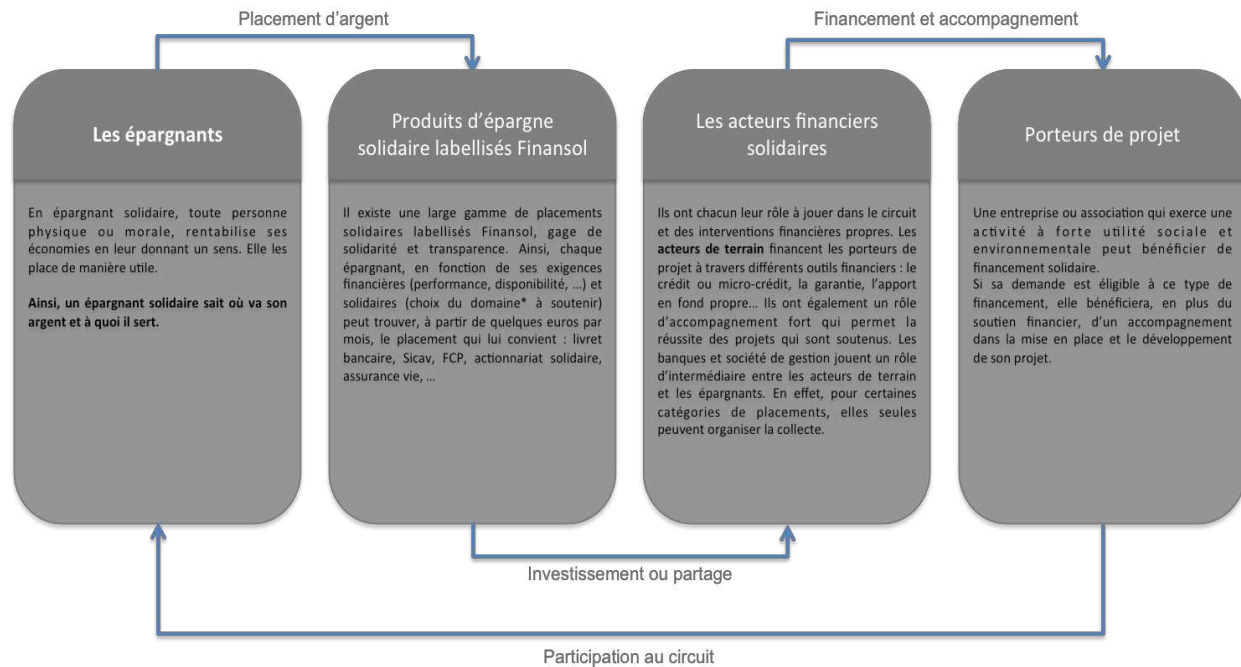 Placement d'argent
Financement et accompagnement
Les épargnants
En épargnant solidaire, toute personne
physique ou morale, rentabilise ses
économies en leur donnant un sens. Elle les
place de manière utile.
Ainsi, un épargnant solidaire sait où va son
argent et à quoi il sert.
Produits d'épargne
solidaire labellisés Finansol
Il existe une large gamme de placements
solidaires labellisés Finansol, gage de
solidarité et transparence. Ainsi, chaque
épargnant, en fonction de ses exigences
financières (performance, disponibilité, ...) et
solidaires (choix du domaine* à soutenir)
peut trouver, à partir de quelques euros par
mois, le placement qui lui convient : livret
bancaire, Sicav, FCP, actionnariat solidaire,
assurance vie, ...
Les acteurs financiers
solidaires
Ils ont chacun leur rôle à jouer dans le circuit
et des interventions financières propres. Les
acteurs de terrain financent les porteurs de
projet à travers différents outils financiers : le
crédit ou micro-crédit, la garantie, l'apport
en fond propre... Ils ont également un rôle
d'accompagnement fort qui permet la
réussite des projets qui sont soutenus. Les
banques et société de gestion jouent un rôle
d'intermédiaire entre les acteurs de terrain
et les épargnants. En effet, pour certaines
catégories de placements, elles seules
peuvent organiser la collecte.
Porteurs de projet
Une entreprise ou association qui exerce une
activité à forte utilité sociale et
environnementale peut bénéficier de
financement solidaire.
Si sa demande est éligible à ce type de
financement, elle bénéficiera, en plus du
soutien financier, d'un accompagnement
dans la mise en place et le développement
de son projet.
Investissement ou partage
Participation au circuit